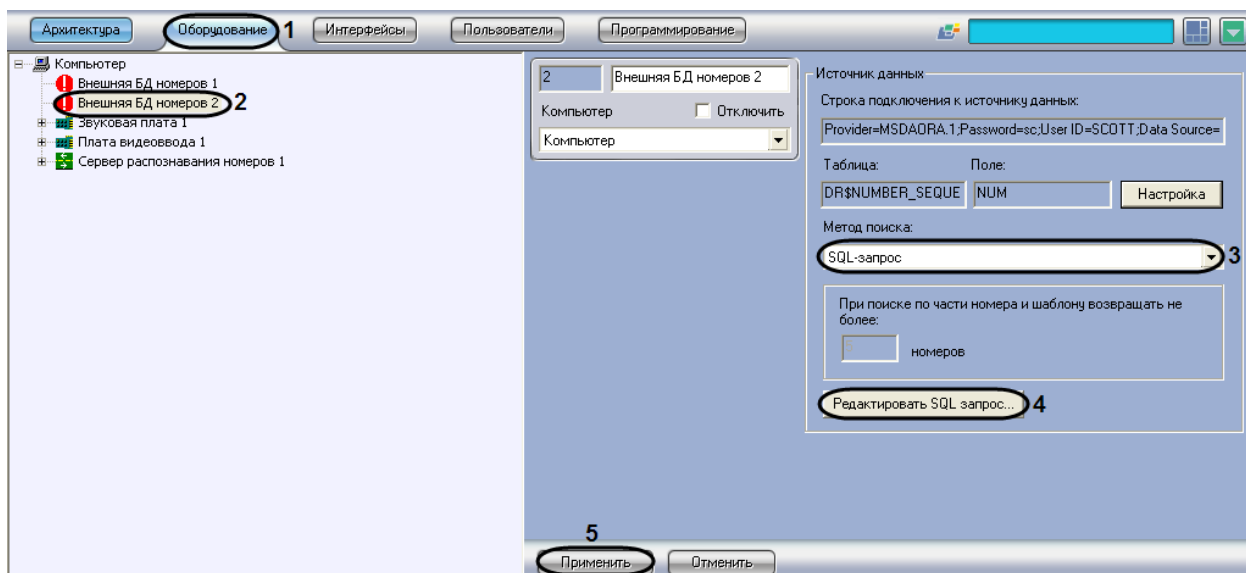 Архитектура Оборудование 1 Интерфейсы Пользователи Программирование
Компьютер
Внешняя БД номеров 1
Внешняя БД номеров 2 2
Звуковая плата 1
Плата видеоввода 1
Сервер распознавания номеров 1
2 Внешняя БД номеров 2
Компьютер Отключить
Компьютер
Источник данных
Строка подключения к источнику данных:
Provider=MSDAORA.1;Password=sc;User ID=SCOTT;Data Source=
Таблица: Поле:
DR$NUMBER_SEQUE NUM Настройка
Метод поиска:
SQL-запрос 3
При поиске по части номера и шаблону возвращать не
более:
номеров
Редактировать SQL запрос... 4
5
Применить Отменить